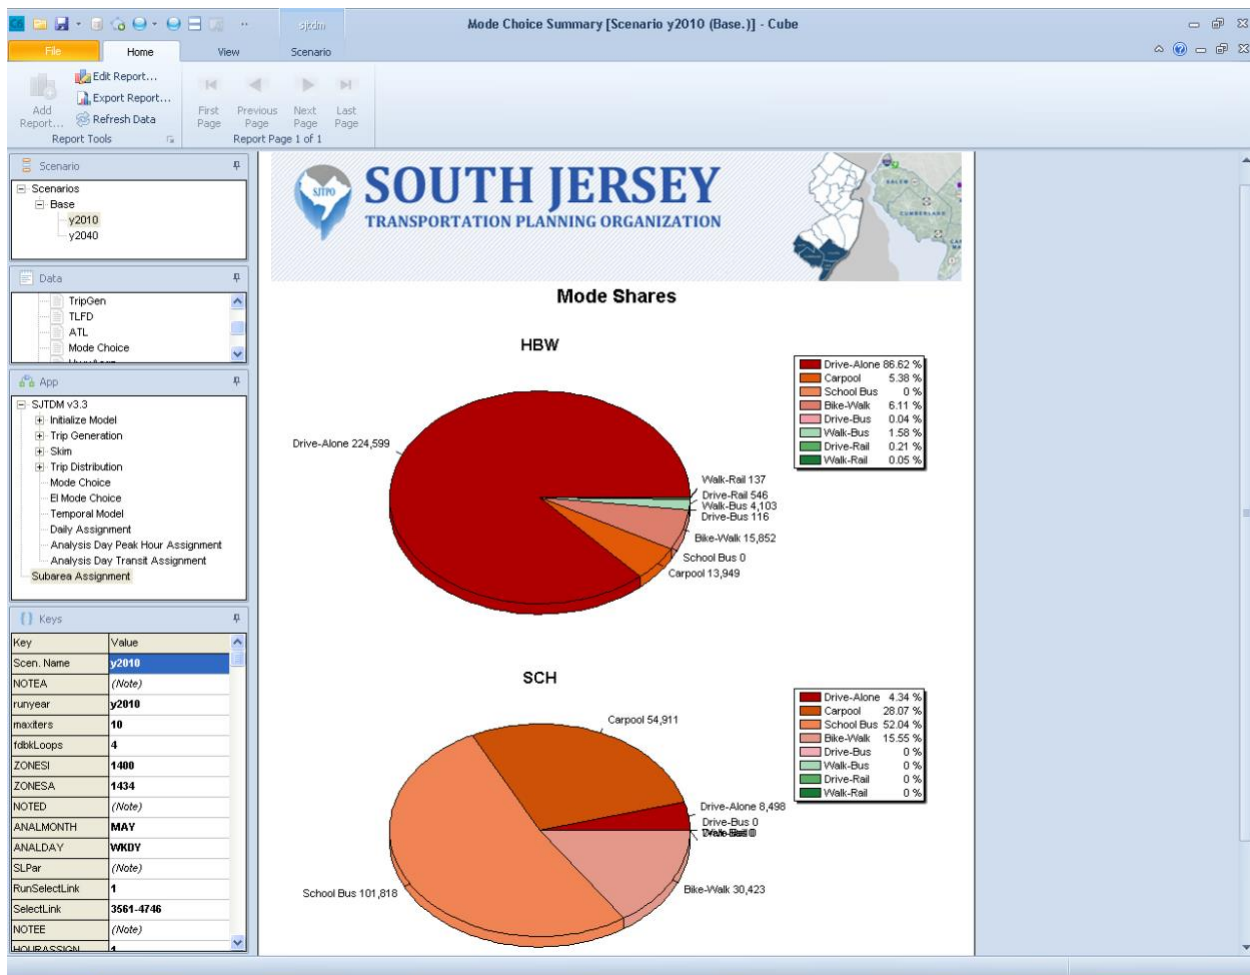 sjtdm
Mode Choice Summary [Scenario y2010 (Base.)] - Cube
File
Home
View
Scenario
Add
Report...
Edit Report...
Export Report...
Refresh Data
Report Tools
First
Page
Previous
Page
Next
Page
Last
Page
Report Page 1 of 1
Scenario
Scenarios
Base
y2010
y2040
Data
TripGen
TLFD
ATL
Mode Choice
App
SJTDM v3.3
Initialize Model
Trip Generation
Skim
Trip Distribution
Mode Choice
EI Mode Choice
Temporal Model
Daily Assignment
Analysis Day Peak Hour Assignment
Analysis Day Transit Assignment
Subarea Assignment
Keys
Key Value
Scen. Name y2010
NOTEA (Note)
runyear y2010
maxiters 10
fdbkLoops 4
ZONESI 1400
ZONESA 1434
NOTED (Note)
ANALMONTH MAY
ANALDAY WKDY
SLPar (Note)
RunSelectLink 1
SelectLink 3561-4746
NOTEE (Note)
HOURASSIGN 1
SJTPO
SOUTH JERSEY
TRANSPORTATION PLANNING ORGANIZATION
SALEM
CUMBERLAND
Mode Shares
HBW
Drive-Alone 86.62 %
Carpool 5.38 %
School Bus 0 %
Bike-Walk 6.11 %
Drive-Bus 0.04 %
Walk-Bus 1.58 %
Drive-Rail 0.21 %
Walk-Rail 0.05 %
Drive-Alone 224,599
Walk-Rail 137
Drive-Rail 546
Walk-Bus 4,103
Drive-Bus 116
Bike-Walk 15,852
School Bus 0
Carpool 13,949
SCH
Drive-Alone 4.34 %
Carpool 28.07 %
School Bus 52.04 %
Bike-Walk 15.55 %
Drive-Bus 0 %
Walk-Bus 0 %
Drive-Rail 0 %
Walk-Rail 0 %
Carpool 54,911
Drive-Alone 8,498
Drive-Bus 0
Bike-Walk 30,423
School Bus 101,818